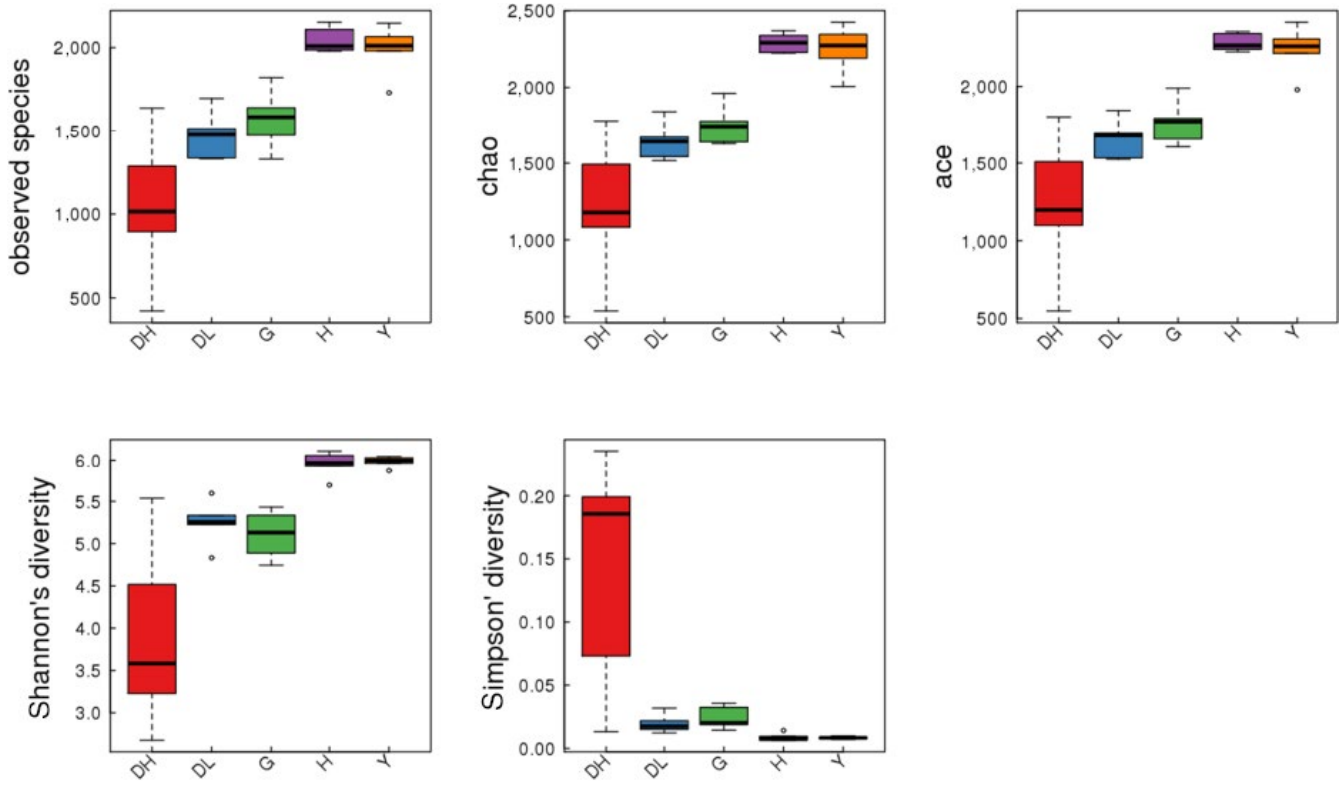 observed species
2,000
1,500
1,000
500
DH DL G H Y
chao
2,500
2,000
1,500
1,000
500
DH DL G H Y
ace
2,000
1,500
1,000
500
DH DL G H Y
Shannon's diversity
6.0
5.5
5.0
4.5
4.0
3.5
3.0
DH DL G H Y
Simpson' diversity
0.20
0.15
0.10
0.05
0.00
DH DL G H Y